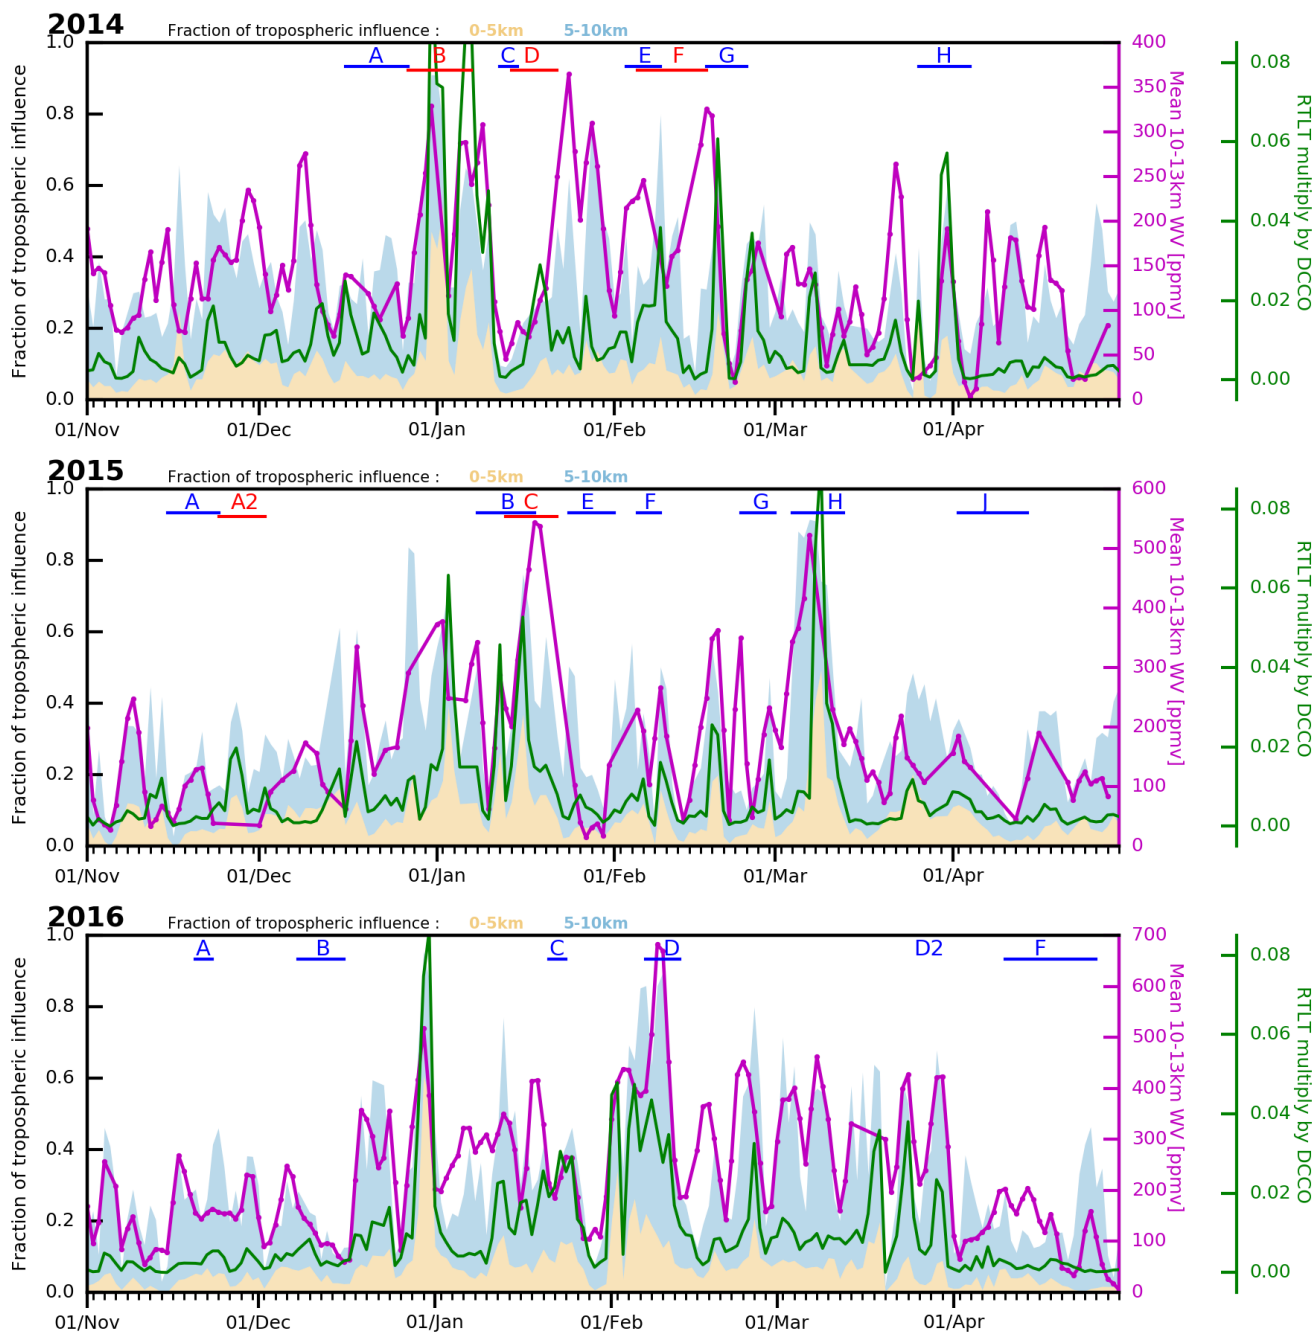 2014
Fraction of tropospheric influence : 0-5km 5-10km
1.0 0.8 0.6 0.4 0.2 0.0
Fraction of tropospheric influence
A B C D E F G H
400 350 300 250 200 150 100 50 0
Mean 10-13km WV [ppmv]
0.08 0.06 0.04 0.02 0.00
RTLT multiply by DCCO
01/Nov 01/Dec 01/Jan 01/Feb 01/Mar 01/Apr
2015
Fraction of tropospheric influence : 0-5km 5-10km
1.0 0.8 0.6 0.4 0.2 0.0
Fraction of tropospheric influence
A A2 B C E F G H J
600 500 400 300 200 100 0
Mean 10-13km WV [ppmv]
0.08 0.06 0.04 0.02 0.00
RTLT multiply by DCCO
01/Nov 01/Dec 01/Jan 01/Feb 01/Mar 01/Apr
2016
Fraction of tropospheric influence : 0-5km 5-10km
1.0 0.8 0.6 0.4 0.2 0.0
Fraction of tropospheric influence
A B C D D2 F
700 600 500 400 300 200 100 0
Mean 10-13km WV [ppmv]
0.08 0.06 0.04 0.02 0.00
RTLT multiply by DCCO
01/Nov 01/Dec 01/Jan 01/Feb 01/Mar 01/Apr